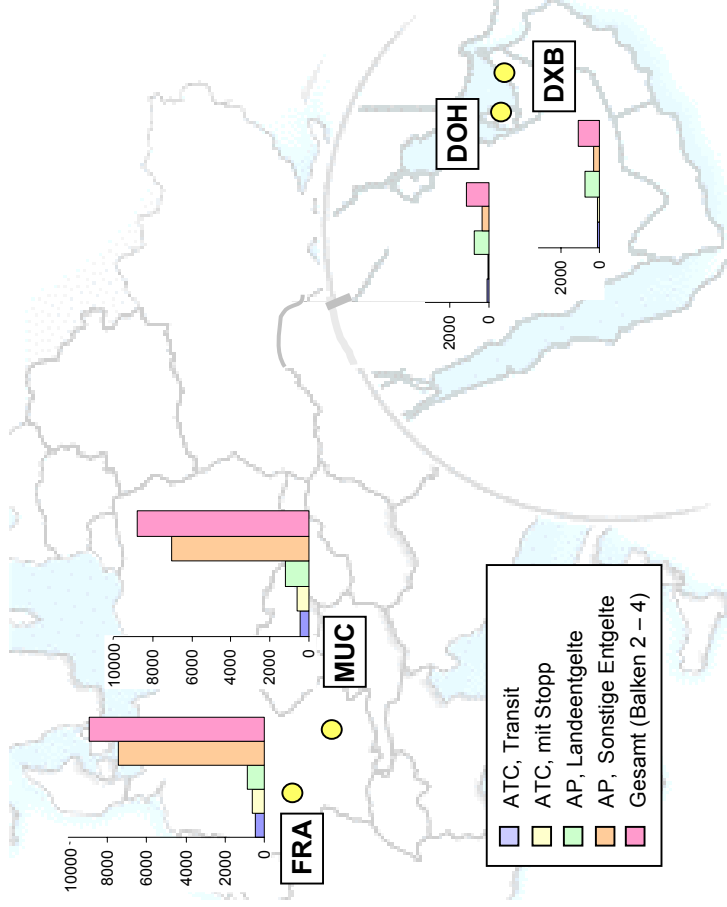 10000
8000
6000
4000
2000
0
FRA
10000
8000
6000
4000
2000
0
MUC
2000
0
DOH
2000
0
DXB
ATC, Transit
ATC, mit Stopp
AP, Landeentgelte
AP, Sonstige Entgelte
Gesamt (Balken 2 – 4)